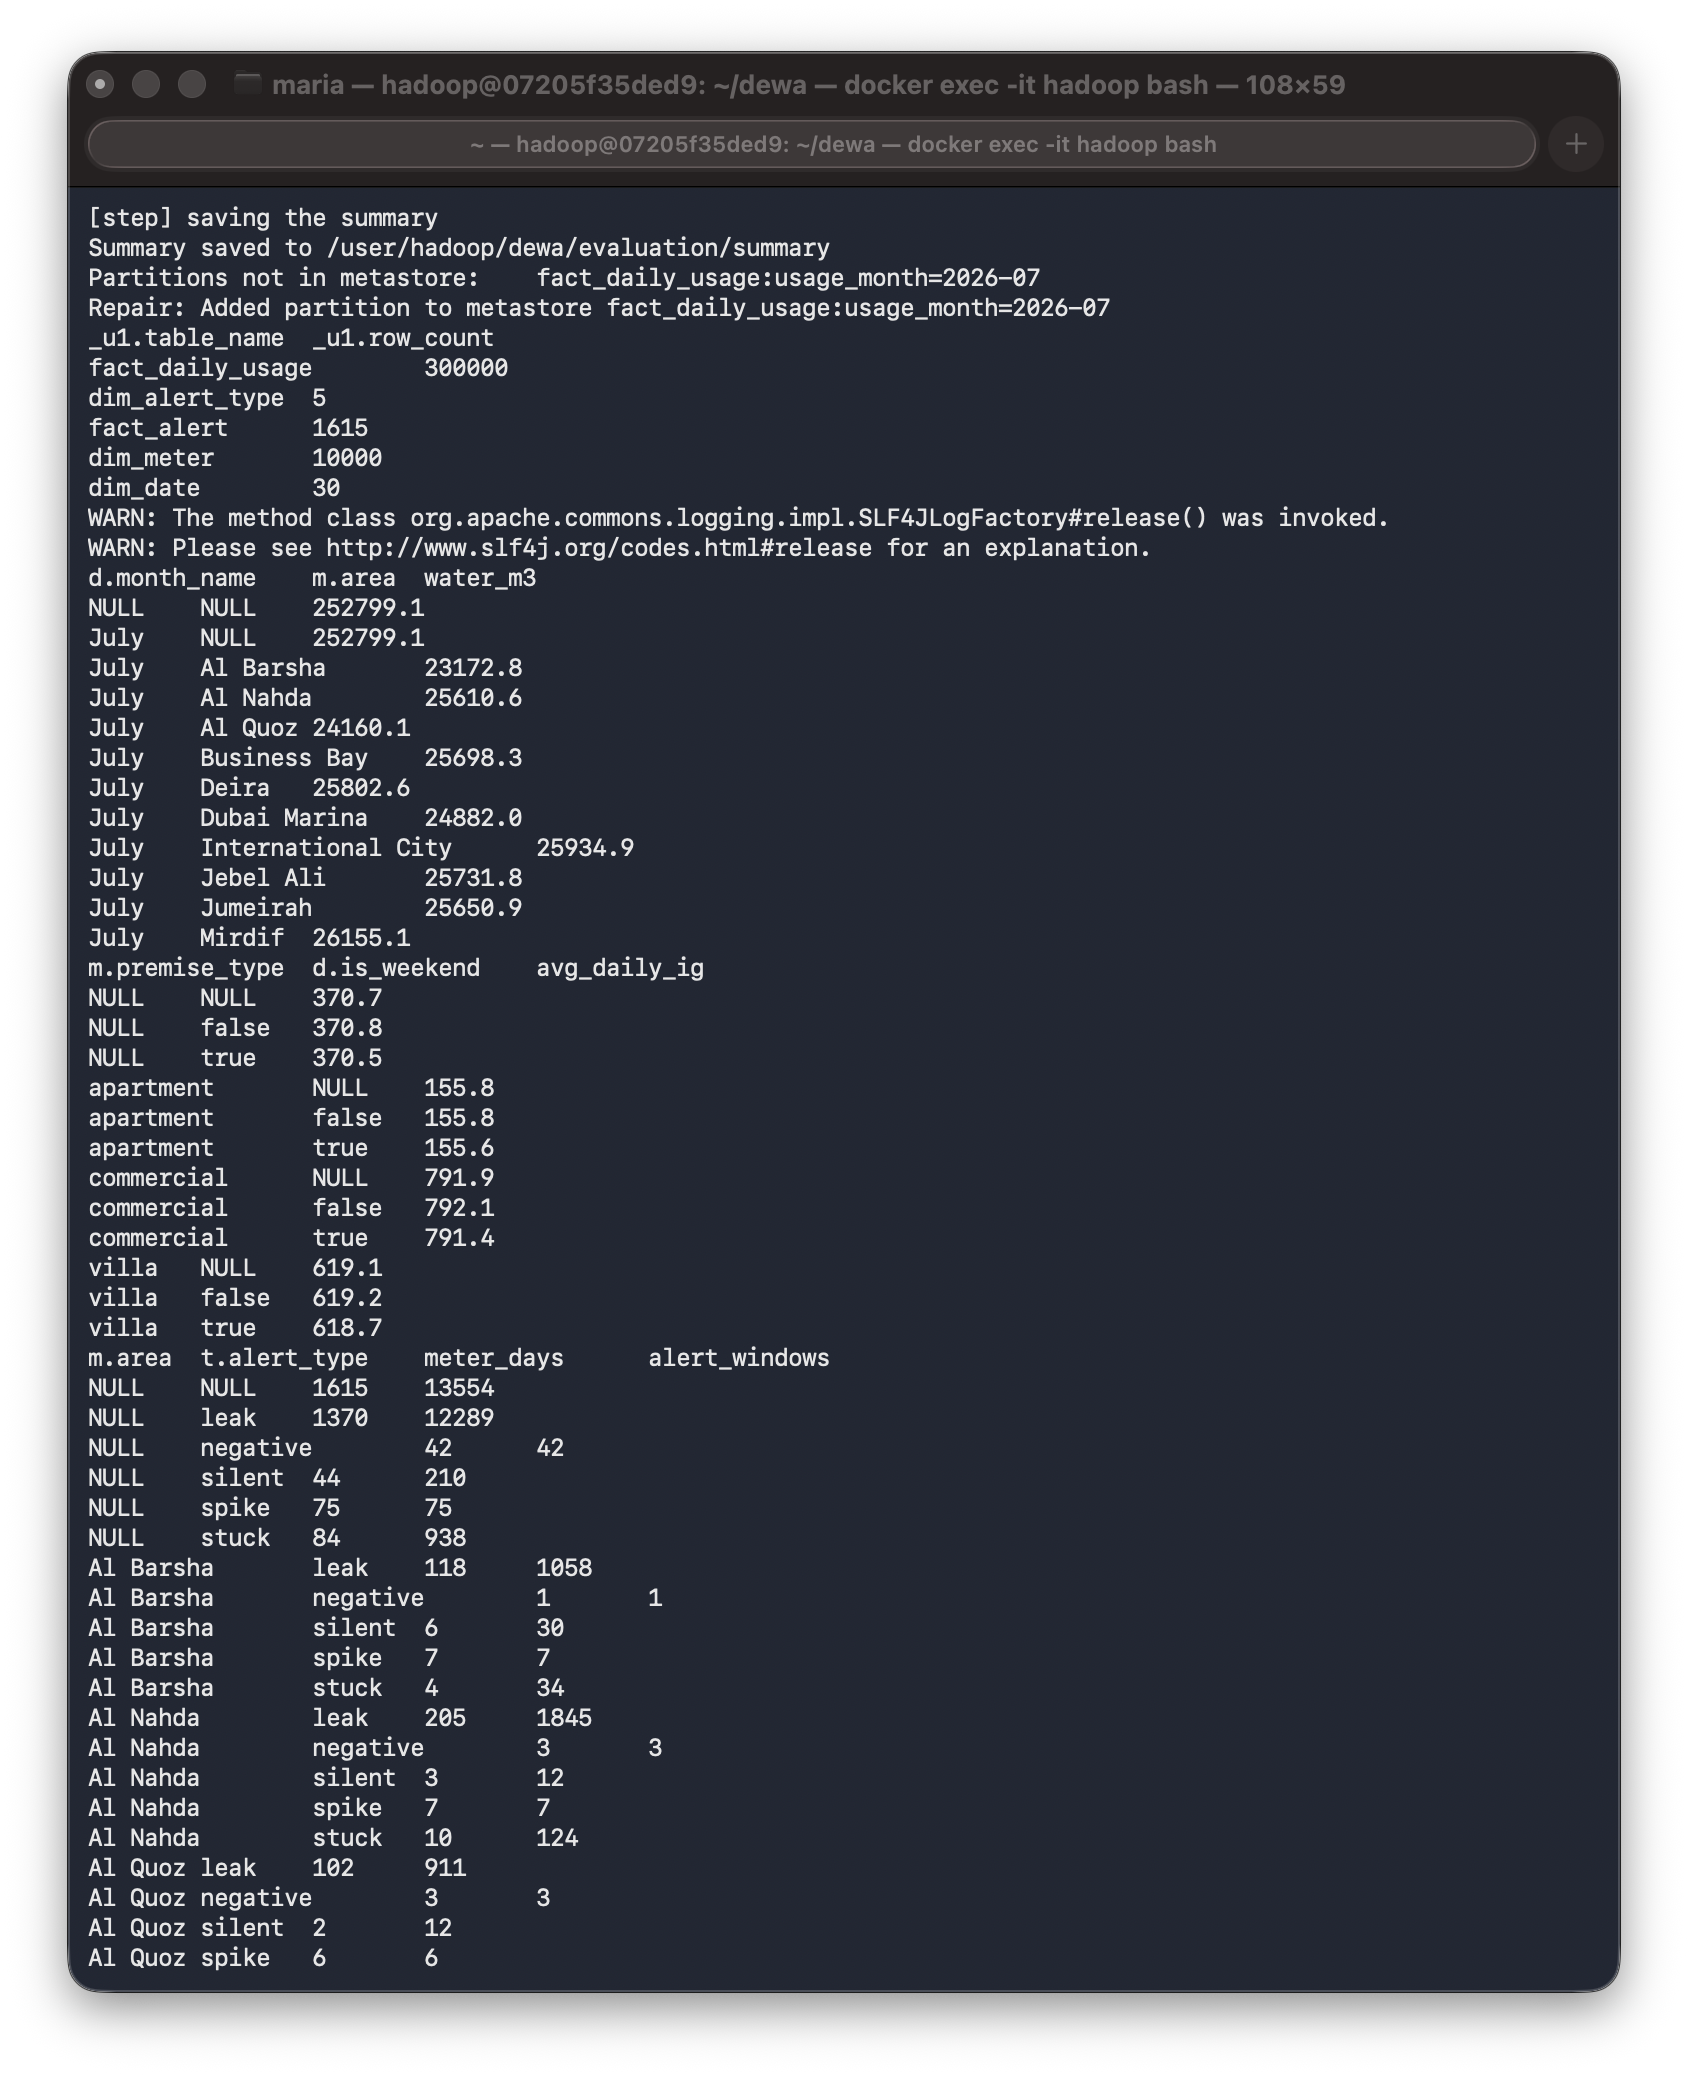 maria — hadoop@07205f35ded9: ~/dewa — docker exec -it hadoop bash — 108×59
~ — hadoop@07205f35ded9: ~/dewa — docker exec -it hadoop bash
[step] saving the summary
Summary saved to /user/hadoop/dewa/evaluation/summary
Partitions not in metastore:    fact_daily_usage:usage_month=2026-07
Repair: Added partition to metastore fact_daily_usage:usage_month=2026-07
_u1.table_name  _u1.row_count
fact_daily_usage        300000
dim_alert_type  5
fact_alert      1615
dim_meter       10000
dim_date        30
WARN: The method class org.apache.commons.logging.impl.SLF4JLogFactory#release() was invoked.
WARN: Please see http://www.slf4j.org/codes.html#release for an explanation.
d.month_name    m.area  water_m3
NULL    NULL    252799.1
July    NULL    252799.1
July    Al Barsha       23172.8
July    Al Nahda        25610.6
July    Al Quoz 24160.1
July    Business Bay    25698.3
July    Deira   25802.6
July    Dubai Marina    24882.0
July    International City      25934.9
July    Jebel Ali       25731.8
July    Jumeirah        25650.9
July    Mirdif  26155.1
m.premise_type  d.is_weekend    avg_daily_ig
NULL    NULL    370.7
NULL    false   370.8
NULL    true    370.5
apartment       NULL    155.8
apartment       false   155.8
apartment       true    155.6
commercial      NULL    791.9
commercial      false   792.1
commercial      true    791.4
villa   NULL    619.1
villa   false   619.2
villa   true    618.7
m.area  t.alert_type    meter_days      alert_windows
NULL    NULL    1615    13554
NULL    leak    1370    12289
NULL    negative        42      42
NULL    silent  44      210
NULL    spike   75      75
NULL    stuck   84      938
Al Barsha       leak    118     1058
Al Barsha       negative        1       1
Al Barsha       silent  6       30
Al Barsha       spike   7       7
Al Barsha       stuck   4       34
Al Nahda        leak    205     1845
Al Nahda        negative        3       3
Al Nahda        silent  3       12
Al Nahda        spike   7       7
Al Nahda        stuck   10      124
Al Quoz leak    102     911
Al Quoz negative        3       3
Al Quoz silent  2       12
Al Quoz spike   6       6